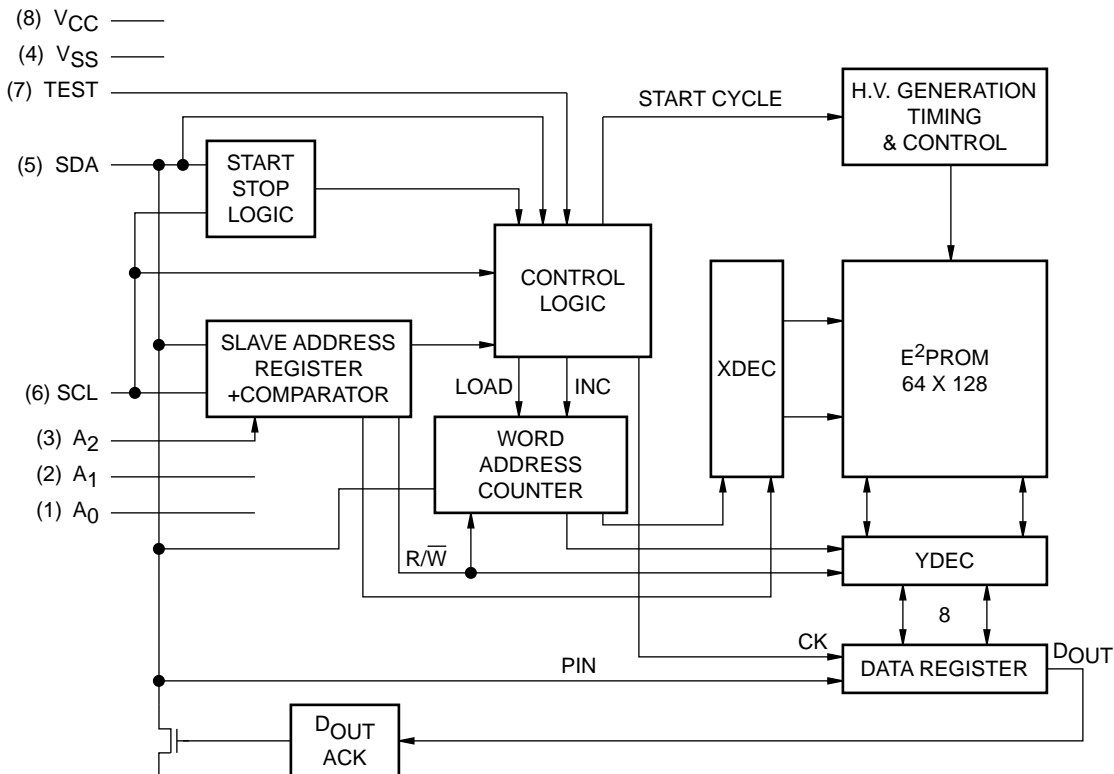 (8) VCC
(4) VSS
(7) TEST
START CYCLE
H.V. GENERATION
TIMING
& CONTROL
(5) SDA
START
STOP
LOGIC
CONTROL
LOGIC
SLAVE ADDRESS
REGISTER
+COMPARATOR
XDEC
E²PROM
64 X 128
(6) SCL
LOAD
INC
(3) A2
(2) A1
(1) A0
WORD
ADDRESS
COUNTER
R/W̅
YDEC
8
CK
DATA REGISTER
DOUT
PIN
DOUT
ACK